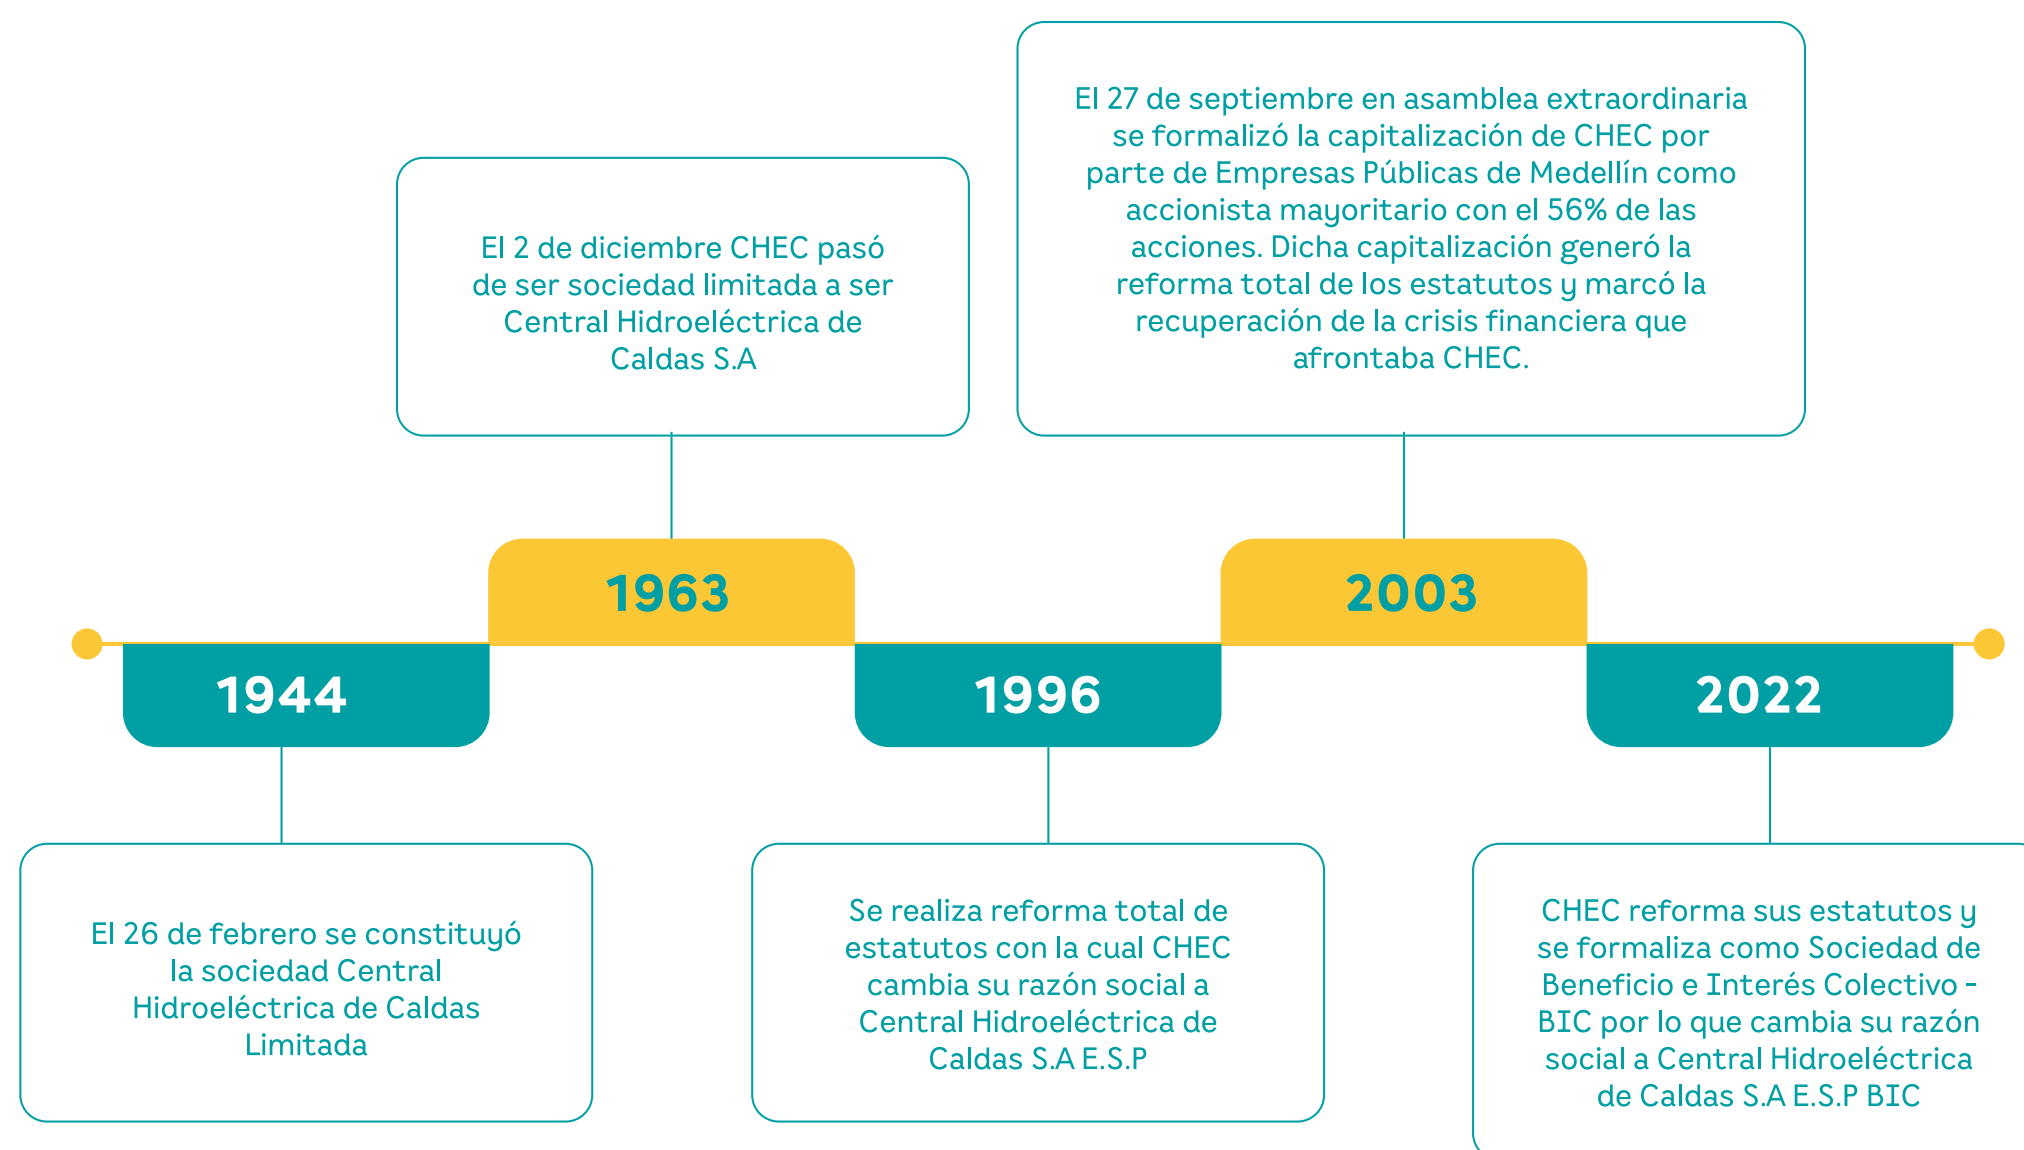 El 27 de septiembre en asamblea extraordinaria
se formalizó la capitalización de CHEC por
parte de Empresas Públicas de Medellín como
accionista mayoritario con el 56% de las
acciones. Dicha capitalización generó la
reforma total de los estatutos y marcó la
recuperación de la crisis financiera que
afrontaba CHEC.
El 2 de diciembre CHEC pasó
de ser sociedad limitada a ser
Central Hidroeléctrica de
Caldas S.A
1963
2003
1944
1996
2022
El 26 de febrero se constituyó
la sociedad Central
Hidroeléctrica de Caldas
Limitada
Se realiza reforma total de
estatutos con la cual CHEC
cambia su razón social a
Central Hidroeléctrica de
Caldas S.A E.S.P
CHEC reforma sus estatutos y
se formaliza como Sociedad de
Beneficio e Interés Colectivo -
BIC por lo que cambia su razón
social a Central Hidroeléctrica
de Caldas S.A E.S.P BIC